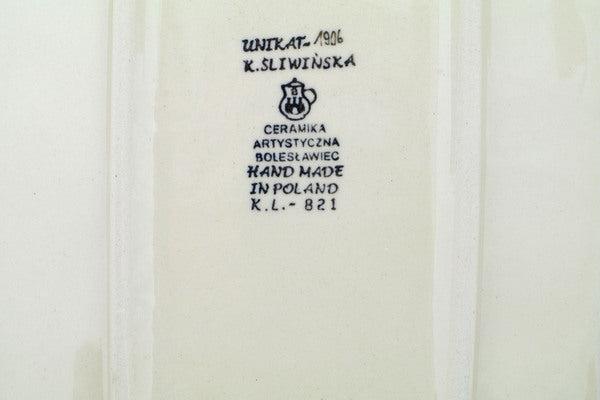 UNIKAT- 1906
K.ŚLIWIŃSKA
B
CERAMIKA
ARTYSTYCZNA
BOLESŁAWIEC
HAND MADE
IN POLAND
K.L.- 821